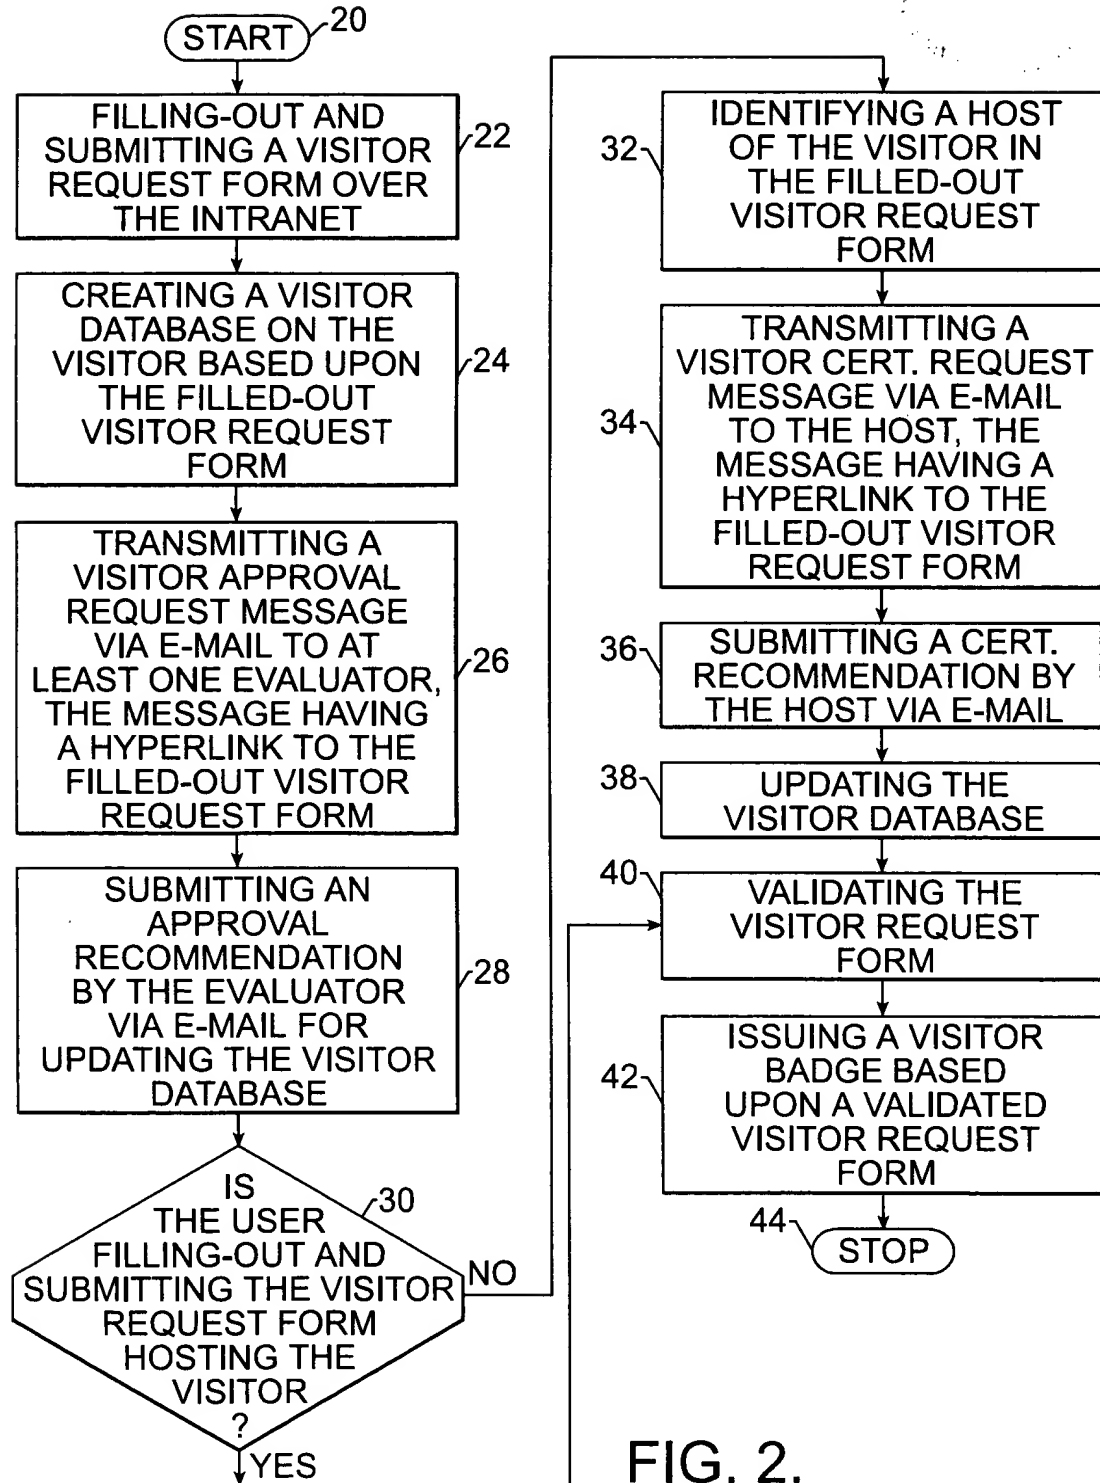 START
20
FILLING-OUT AND
SUBMITTING A VISITOR
REQUEST FORM OVER
THE INTRANET
22
CREATING A VISITOR
DATABASE ON THE
VISITOR BASED UPON
THE FILLED-OUT
VISITOR REQUEST
FORM
24
TRANSMITTING A
VISITOR APPROVAL
REQUEST MESSAGE
VIA E-MAIL TO AT
LEAST ONE EVALUATOR,
THE MESSAGE HAVING
A HYPERLINK TO THE
FILLED-OUT VISITOR
REQUEST FORM
26
SUBMITTING AN
APPROVAL
RECOMMENDATION
BY THE EVALUATOR
VIA E-MAIL FOR
UPDATING THE VISITOR
DATABASE
28
IS
THE USER
FILLING-OUT AND
SUBMITTING THE VISITOR
REQUEST FORM
HOSTING THE
VISITOR
?
30
NO
YES
32
IDENTIFYING A HOST
OF THE VISITOR IN
THE FILLED-OUT
VISITOR REQUEST
FORM
34
TRANSMITTING A
VISITOR CERT. REQUEST
MESSAGE VIA E-MAIL
TO THE HOST, THE
MESSAGE HAVING A
HYPERLINK TO THE
FILLED-OUT VISITOR
REQUEST FORM
36
SUBMITTING A CERT.
RECOMMENDATION BY
THE HOST VIA E-MAIL
38
UPDATING THE
VISITOR DATABASE
40
VALIDATING THE
VISITOR REQUEST
FORM
42
ISSUING A VISITOR
BADGE BASED
UPON A VALIDATED
VISITOR REQUEST
FORM
44
STOP
FIG. 2.